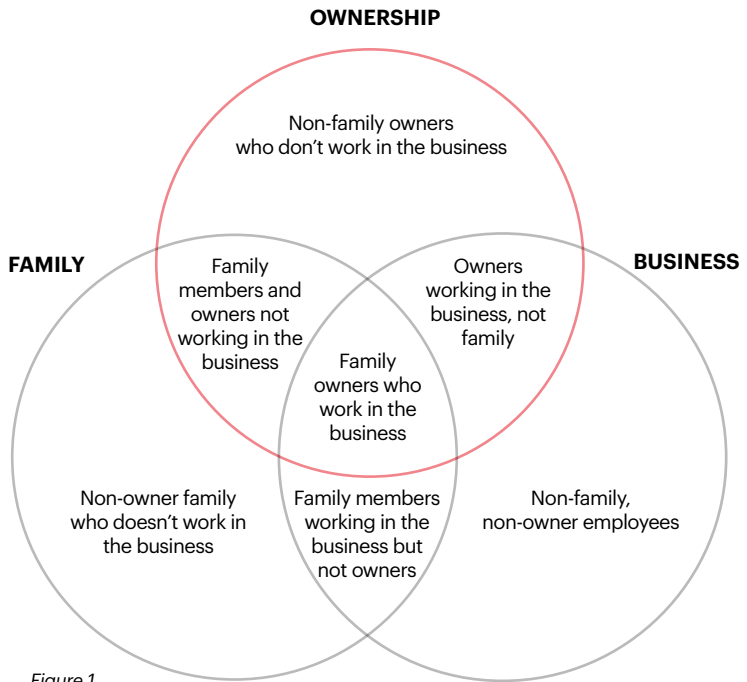 OWNERSHIP
Non-family owners
who don’t work in the business
FAMILY
BUSINESS
Family
members and
owners not
working in the
business
Owners
working in the
business, not
family
Family
owners who
work in the
business
Non-owner family
who doesn’t work in
the business
Family members
working in the
business but
not owners
Non-family,
non-owner employees
Figure 1